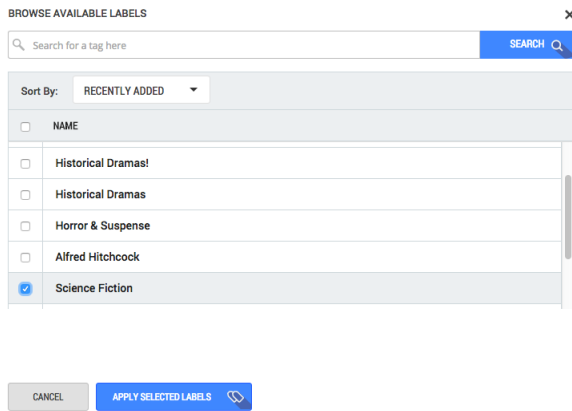 BROWSE AVAILABLE LABELS
Search for a tag here
SEARCH
Sort By: RECENTLY ADDED
NAME
Historical Dramas!
Historical Dramas
Horror & Suspense
Alfred Hitchcock
Science Fiction
CANCEL APPLY SELECTED LABELS